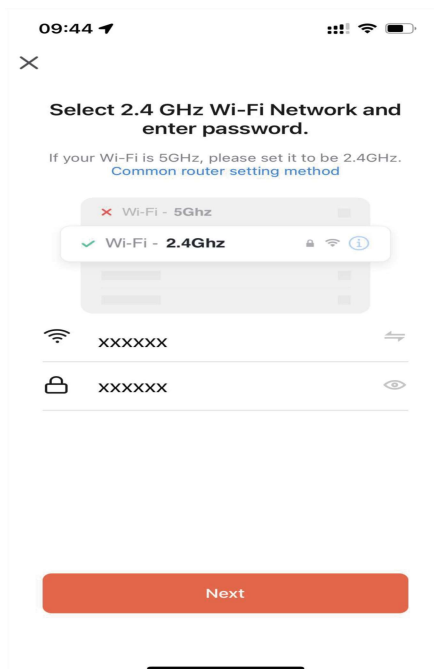 09:44
Select 2.4 GHz Wi-Fi Network and
enter password.
If your Wi-Fi is 5GHz, please set it to be 2.4GHz.
Common router setting method
Wi-Fi - 5Ghz
Wi-Fi - 2.4Ghz
xxxxxx
xxxxxx
Next